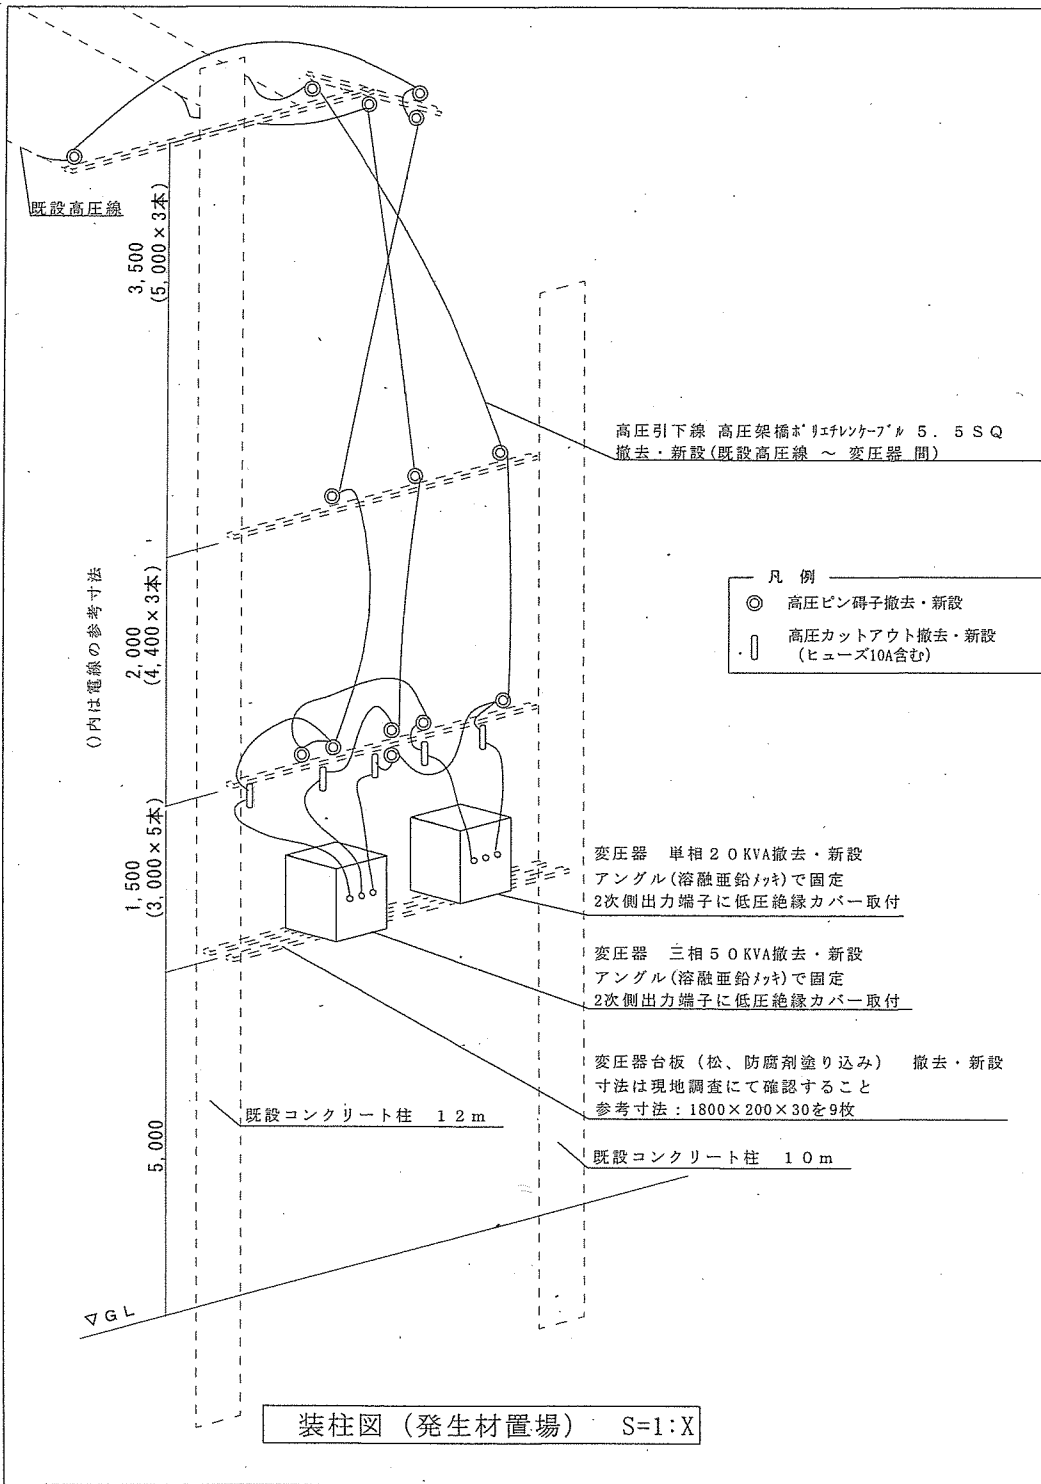 既設高圧線
3,500
(5,000×3本)
高圧引下線 高圧架橋ポリエチレンケーブル 5.5SQ
撤去・新設(既設高圧線 ～ 変圧器 間)
凡 例
高圧ピン碍子撤去・新設
高圧カットアウト撤去・新設
(ヒューズ10A含む)
()内は電線の参考寸法
2,000
(4,400×3本)
1,500
(3,000×5本)
変圧器 単相20KVA撤去・新設
アングル(溶融亜鉛メッキ)で固定
2次側出力端子に低圧絶縁カバー取付
変圧器 三相50KVA撤去・新設
アングル(溶融亜鉛メッキ)で固定
2次側出力端子に低圧絶縁カバー取付
変圧器台板(松、防腐剤塗り込み) 撤去・新設
寸法は現地調査にて確認すること
参考寸法:1800×200×30を9枚
既設コンクリート柱 12m
5,000
既設コンクリート柱 10m
▽GL
装柱図(発生材置場) S=1:X